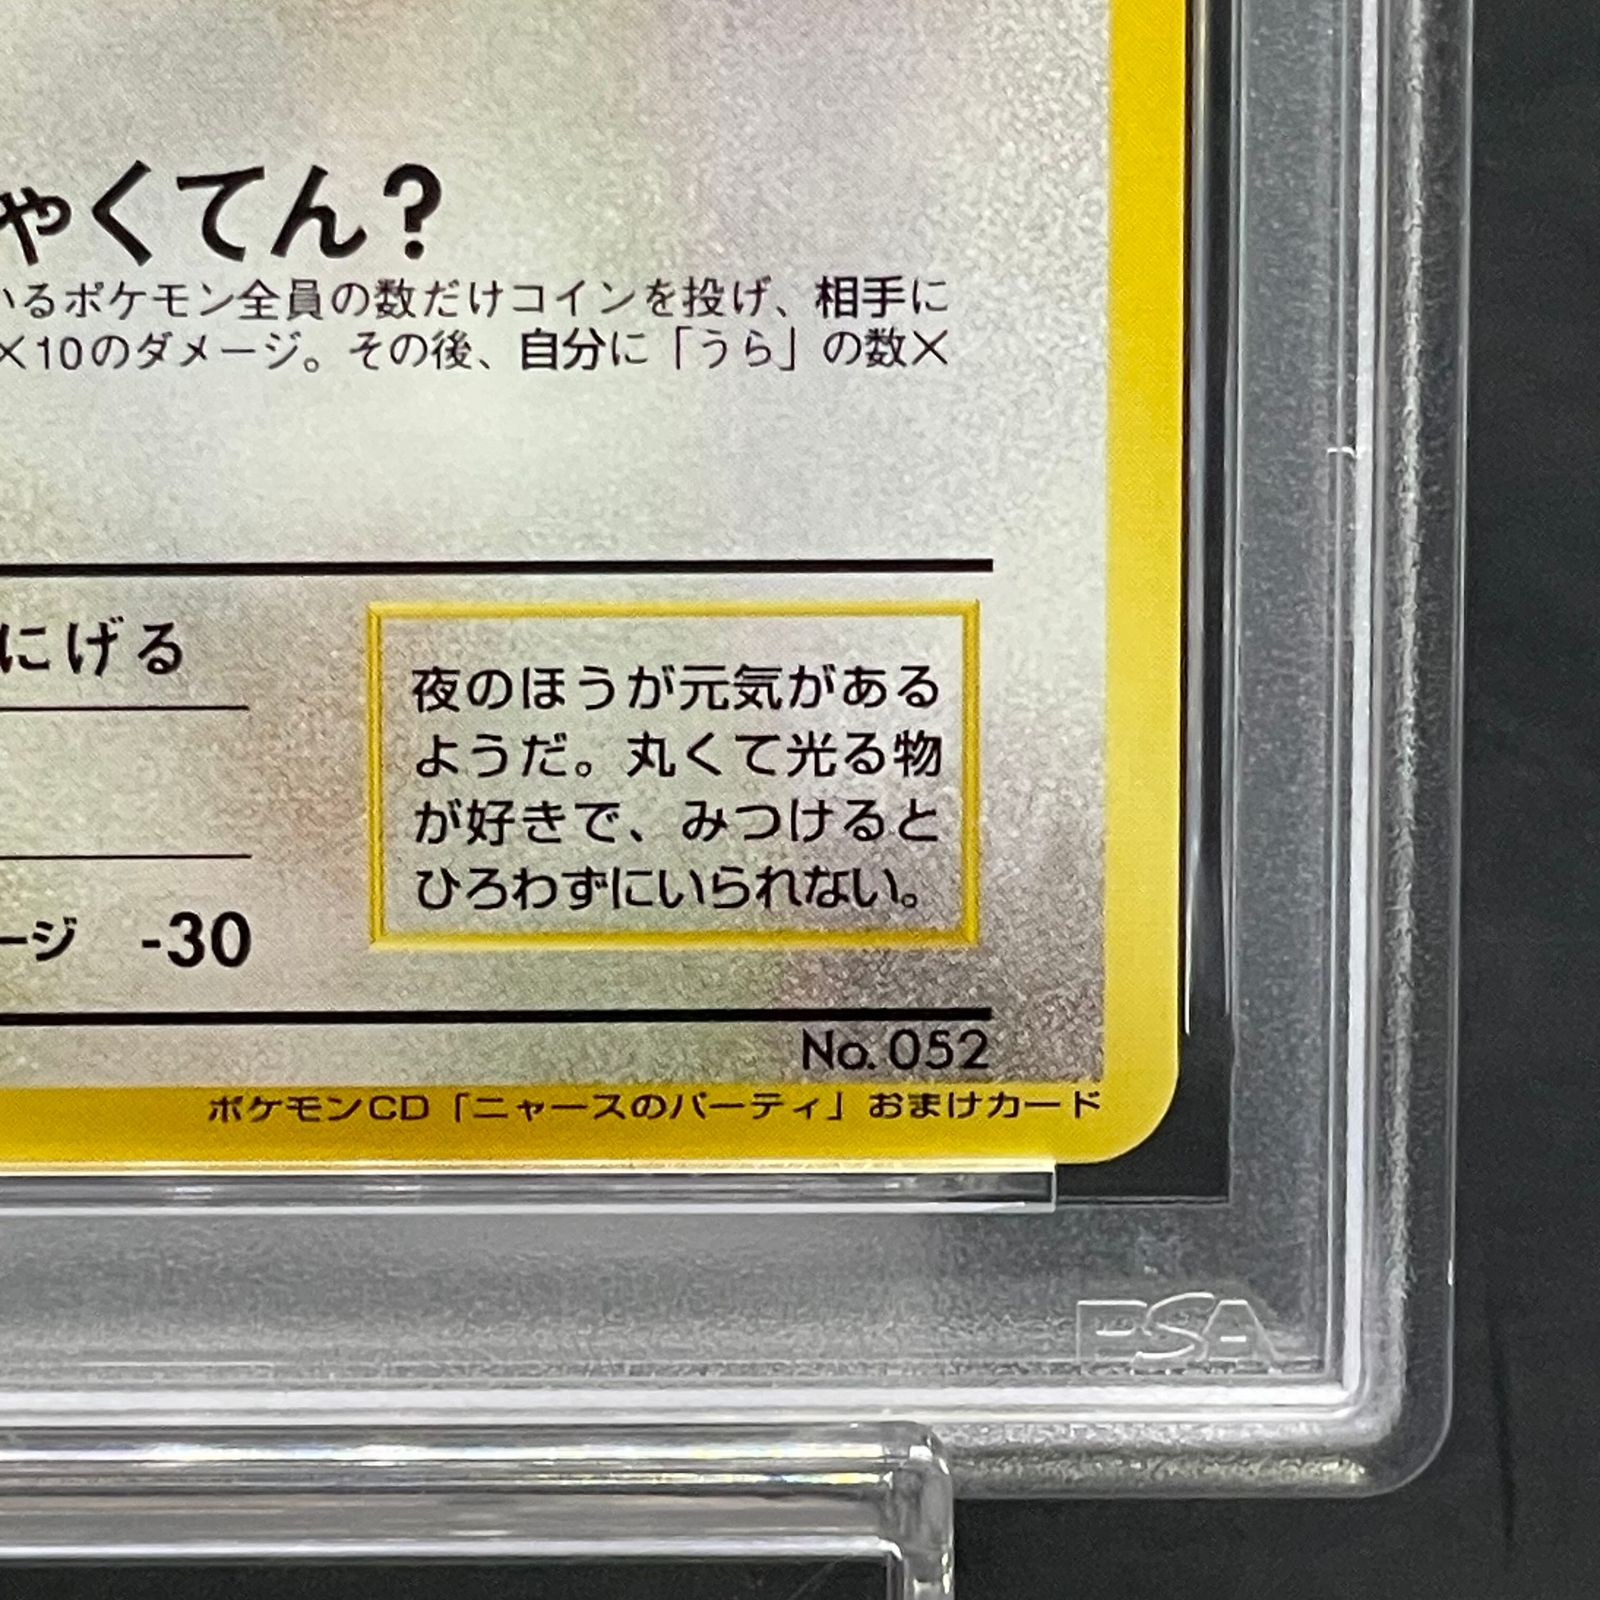 ゃくてん?
いるポケモン全員の数だけコインを投げ、相手に
×10のダメージ。その後、自分に「うら」の数×
にげる
夜のほうが元気がある
ようだ。丸くて光る物
が好きで、みつけると
ひろわずにいられない。
ージ -30
No.052
ポケモンCD「ニャースのパーティ」おまけカード
PSA